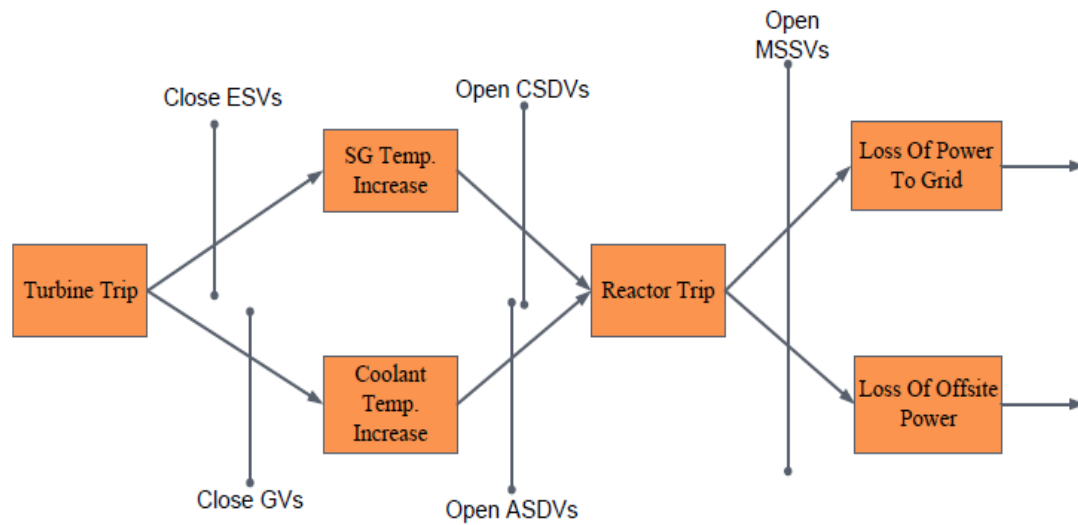 Open
MSSVs
Close ESVs
Open CSDVs
SG Temp.
Increase
Loss Of Power
To Grid
Turbine Trip
Reactor Trip
Coolant
Temp.
Increase
Loss Of Offsite
Power
Close GVs
Open ASDVs